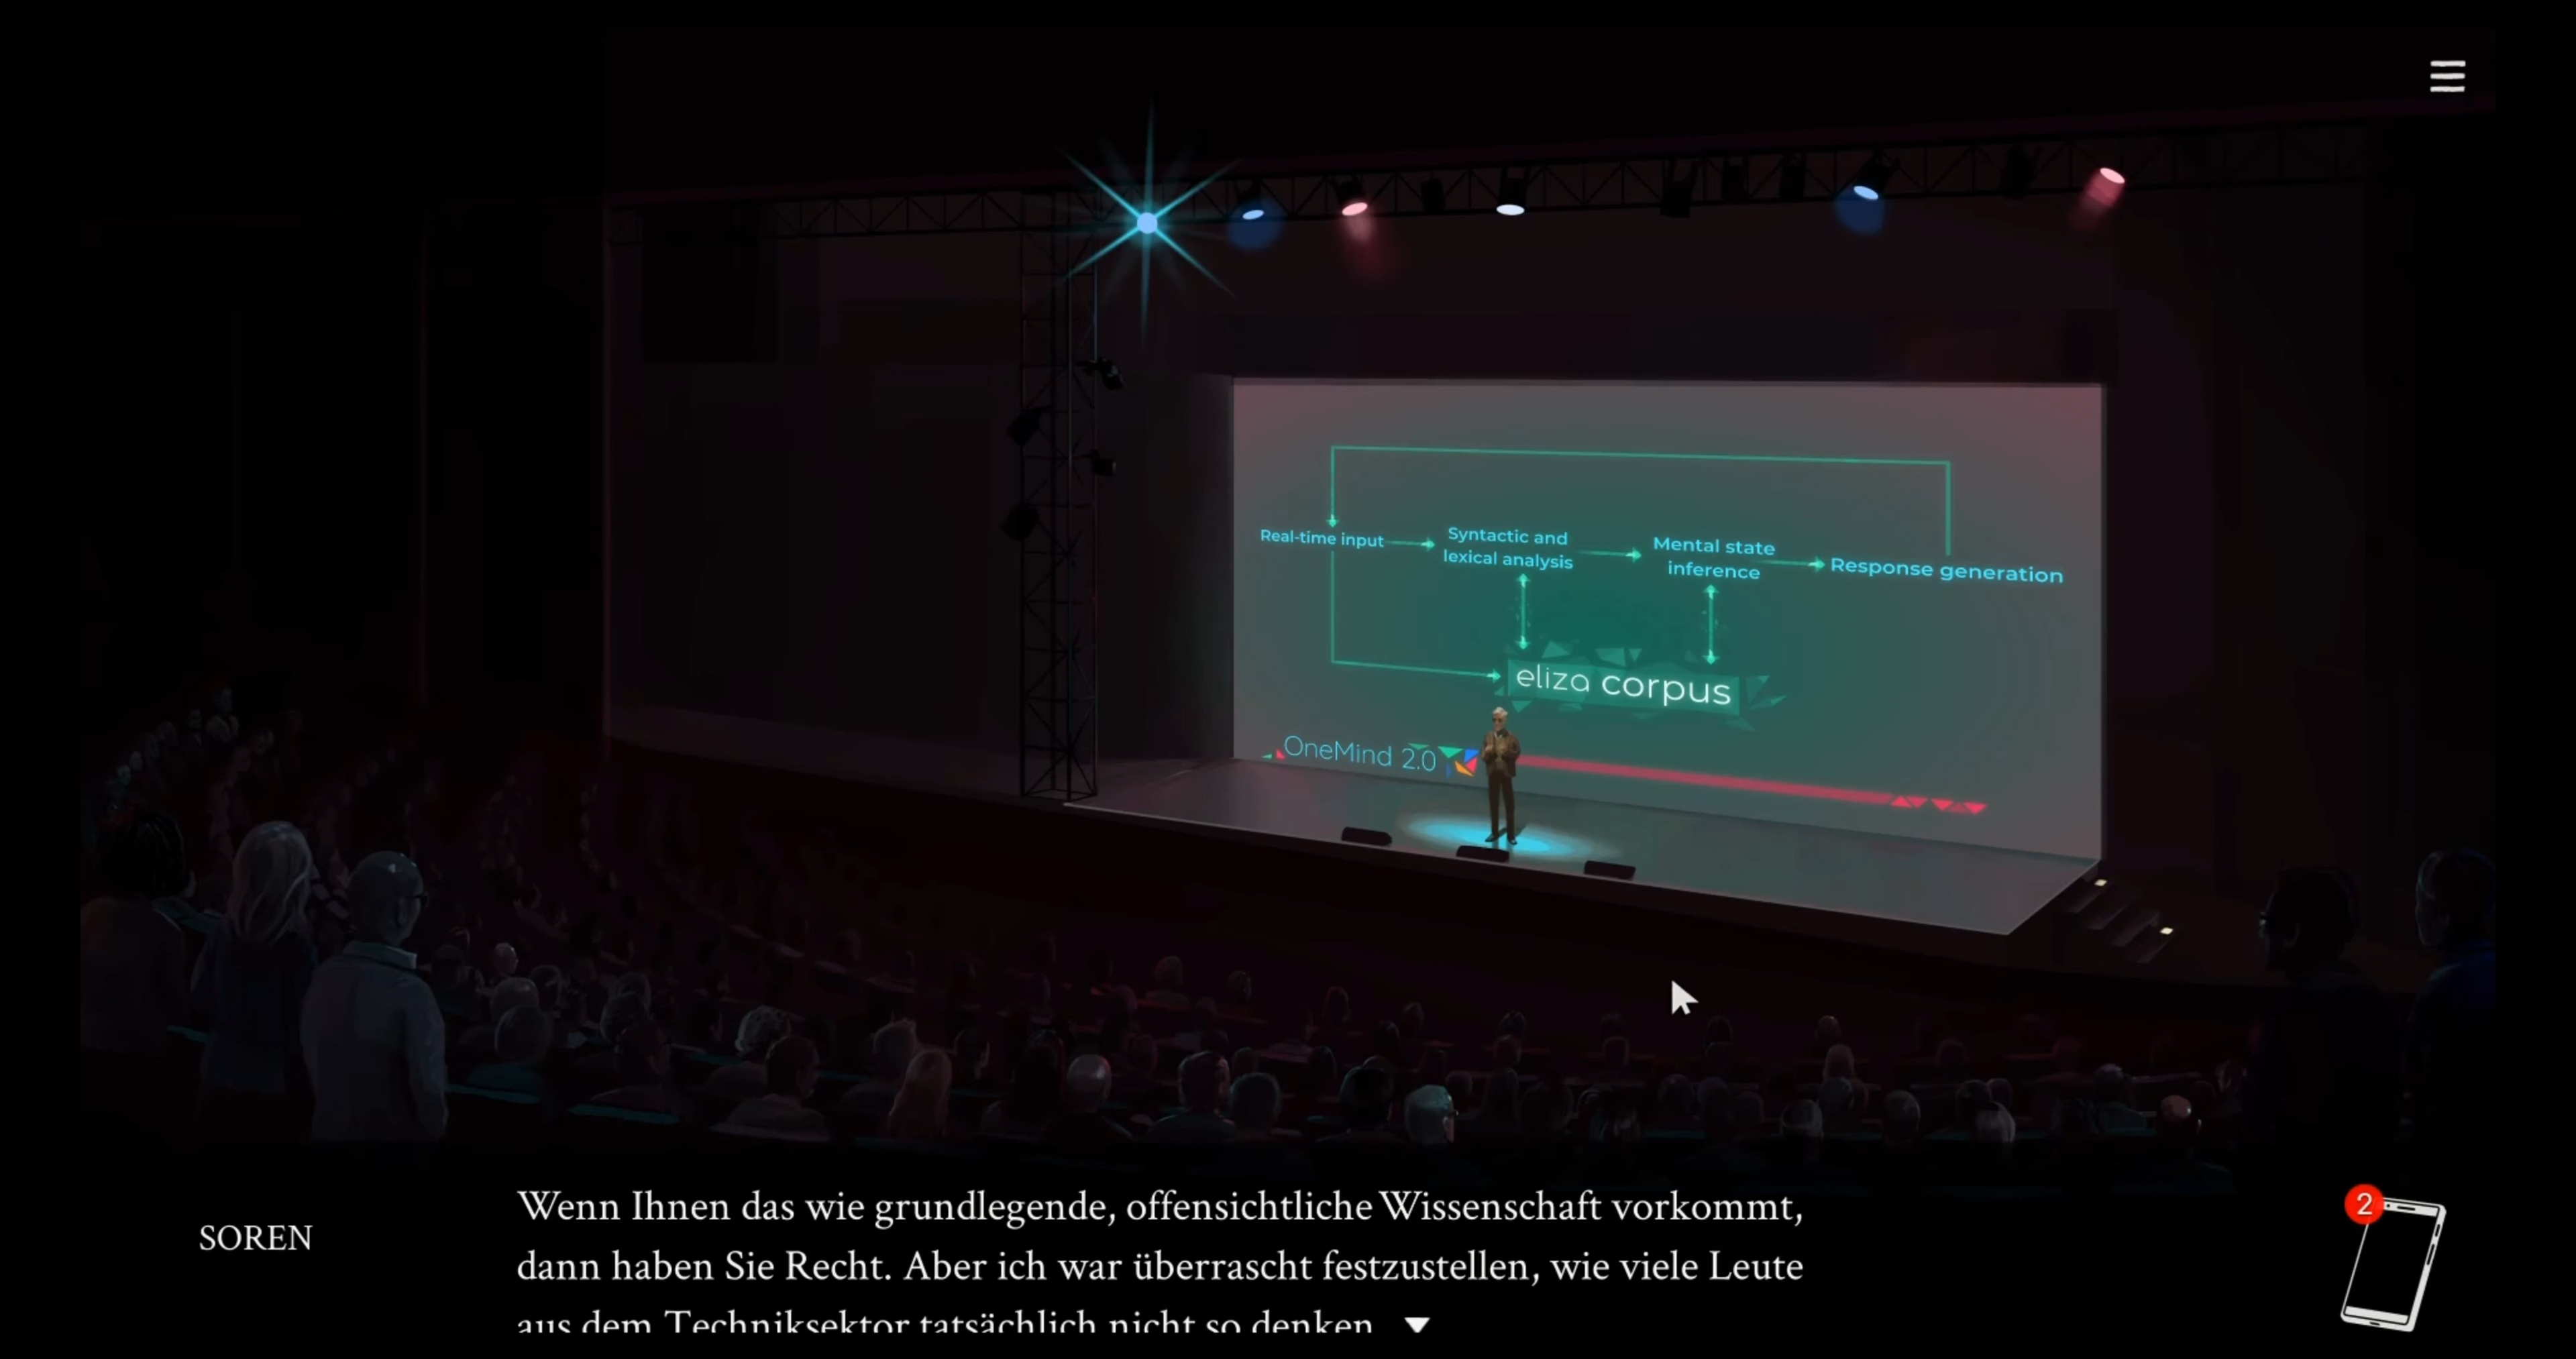 Real-time input
Syntactic and
lexical analysis
Mental state
inference
Response generation
eliza corpus
OneMind 2.0
SOREN
Wenn Ihnen das wie grundlegende, offensichtliche Wissenschaft vorkommt,
dann haben Sie Recht. Aber ich war überrascht festzustellen, wie viele Leute
aus dem Techniksektor tatsächlich nicht so denken
2